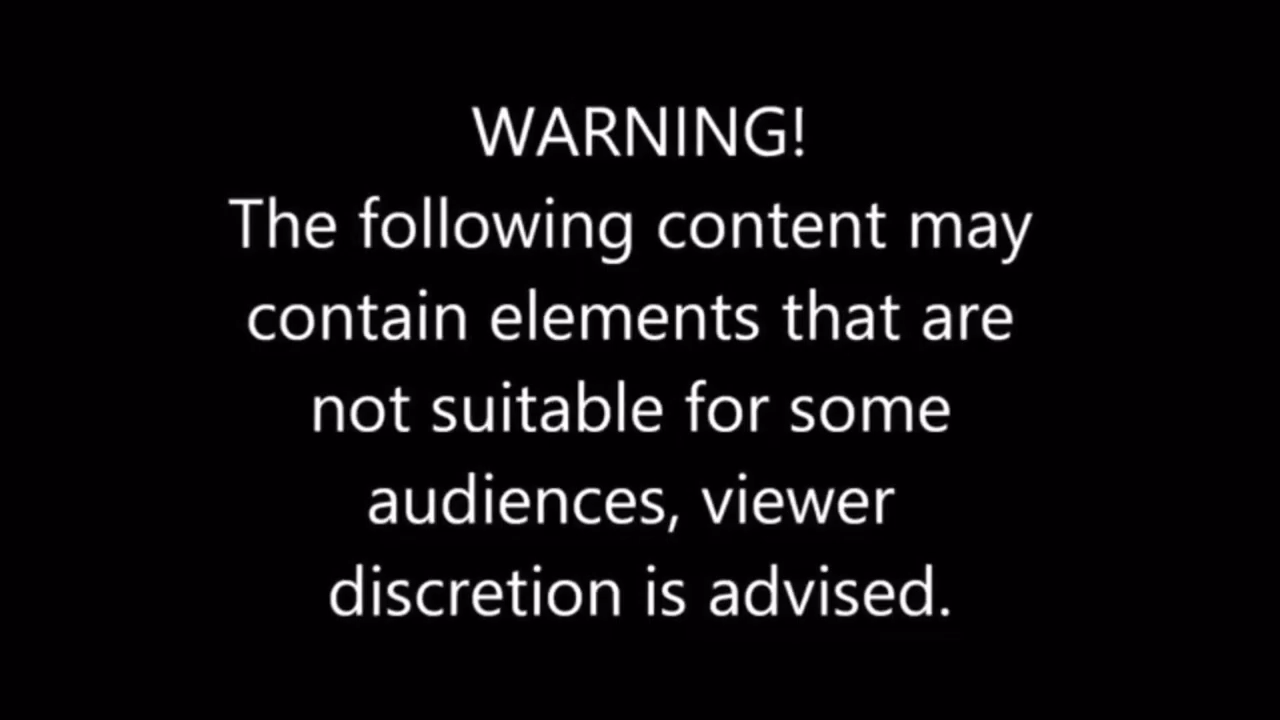 WARNING!
The following content may
contain elements that are
not suitable for some
audiences, viewer
discretion is advised.